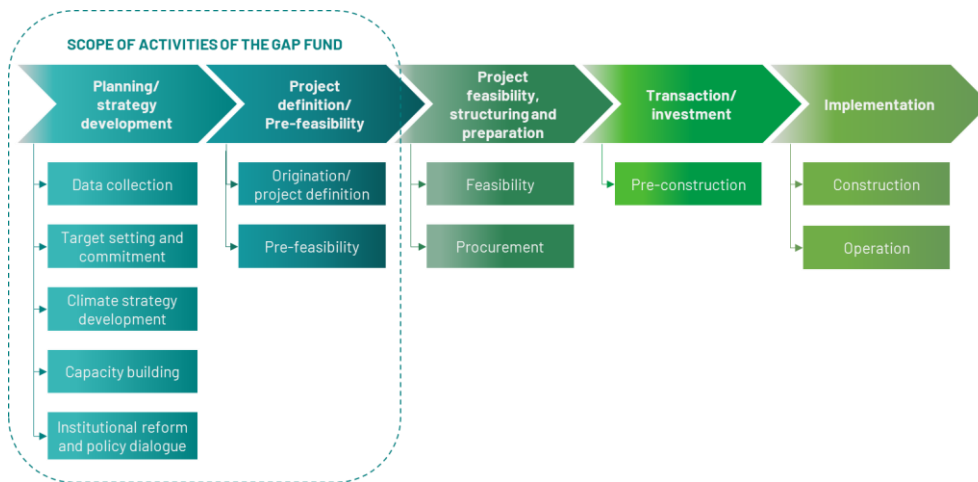 SCOPE OF ACTIVITIES OF THE GAP FUND
Planning/
strategy
development
Project
definition/
Pre-feasibility
Project
feasibility,
structuring and
preparation
Transaction/
investment
Implementation
Data collection
Target setting and
commitment
Climate strategy
development
Capacity building
Institutional reform
and policy dialogue
Origination/
project definition
Pre-feasibility
Feasibility
Procurement
Pre-construction
Construction
Operation